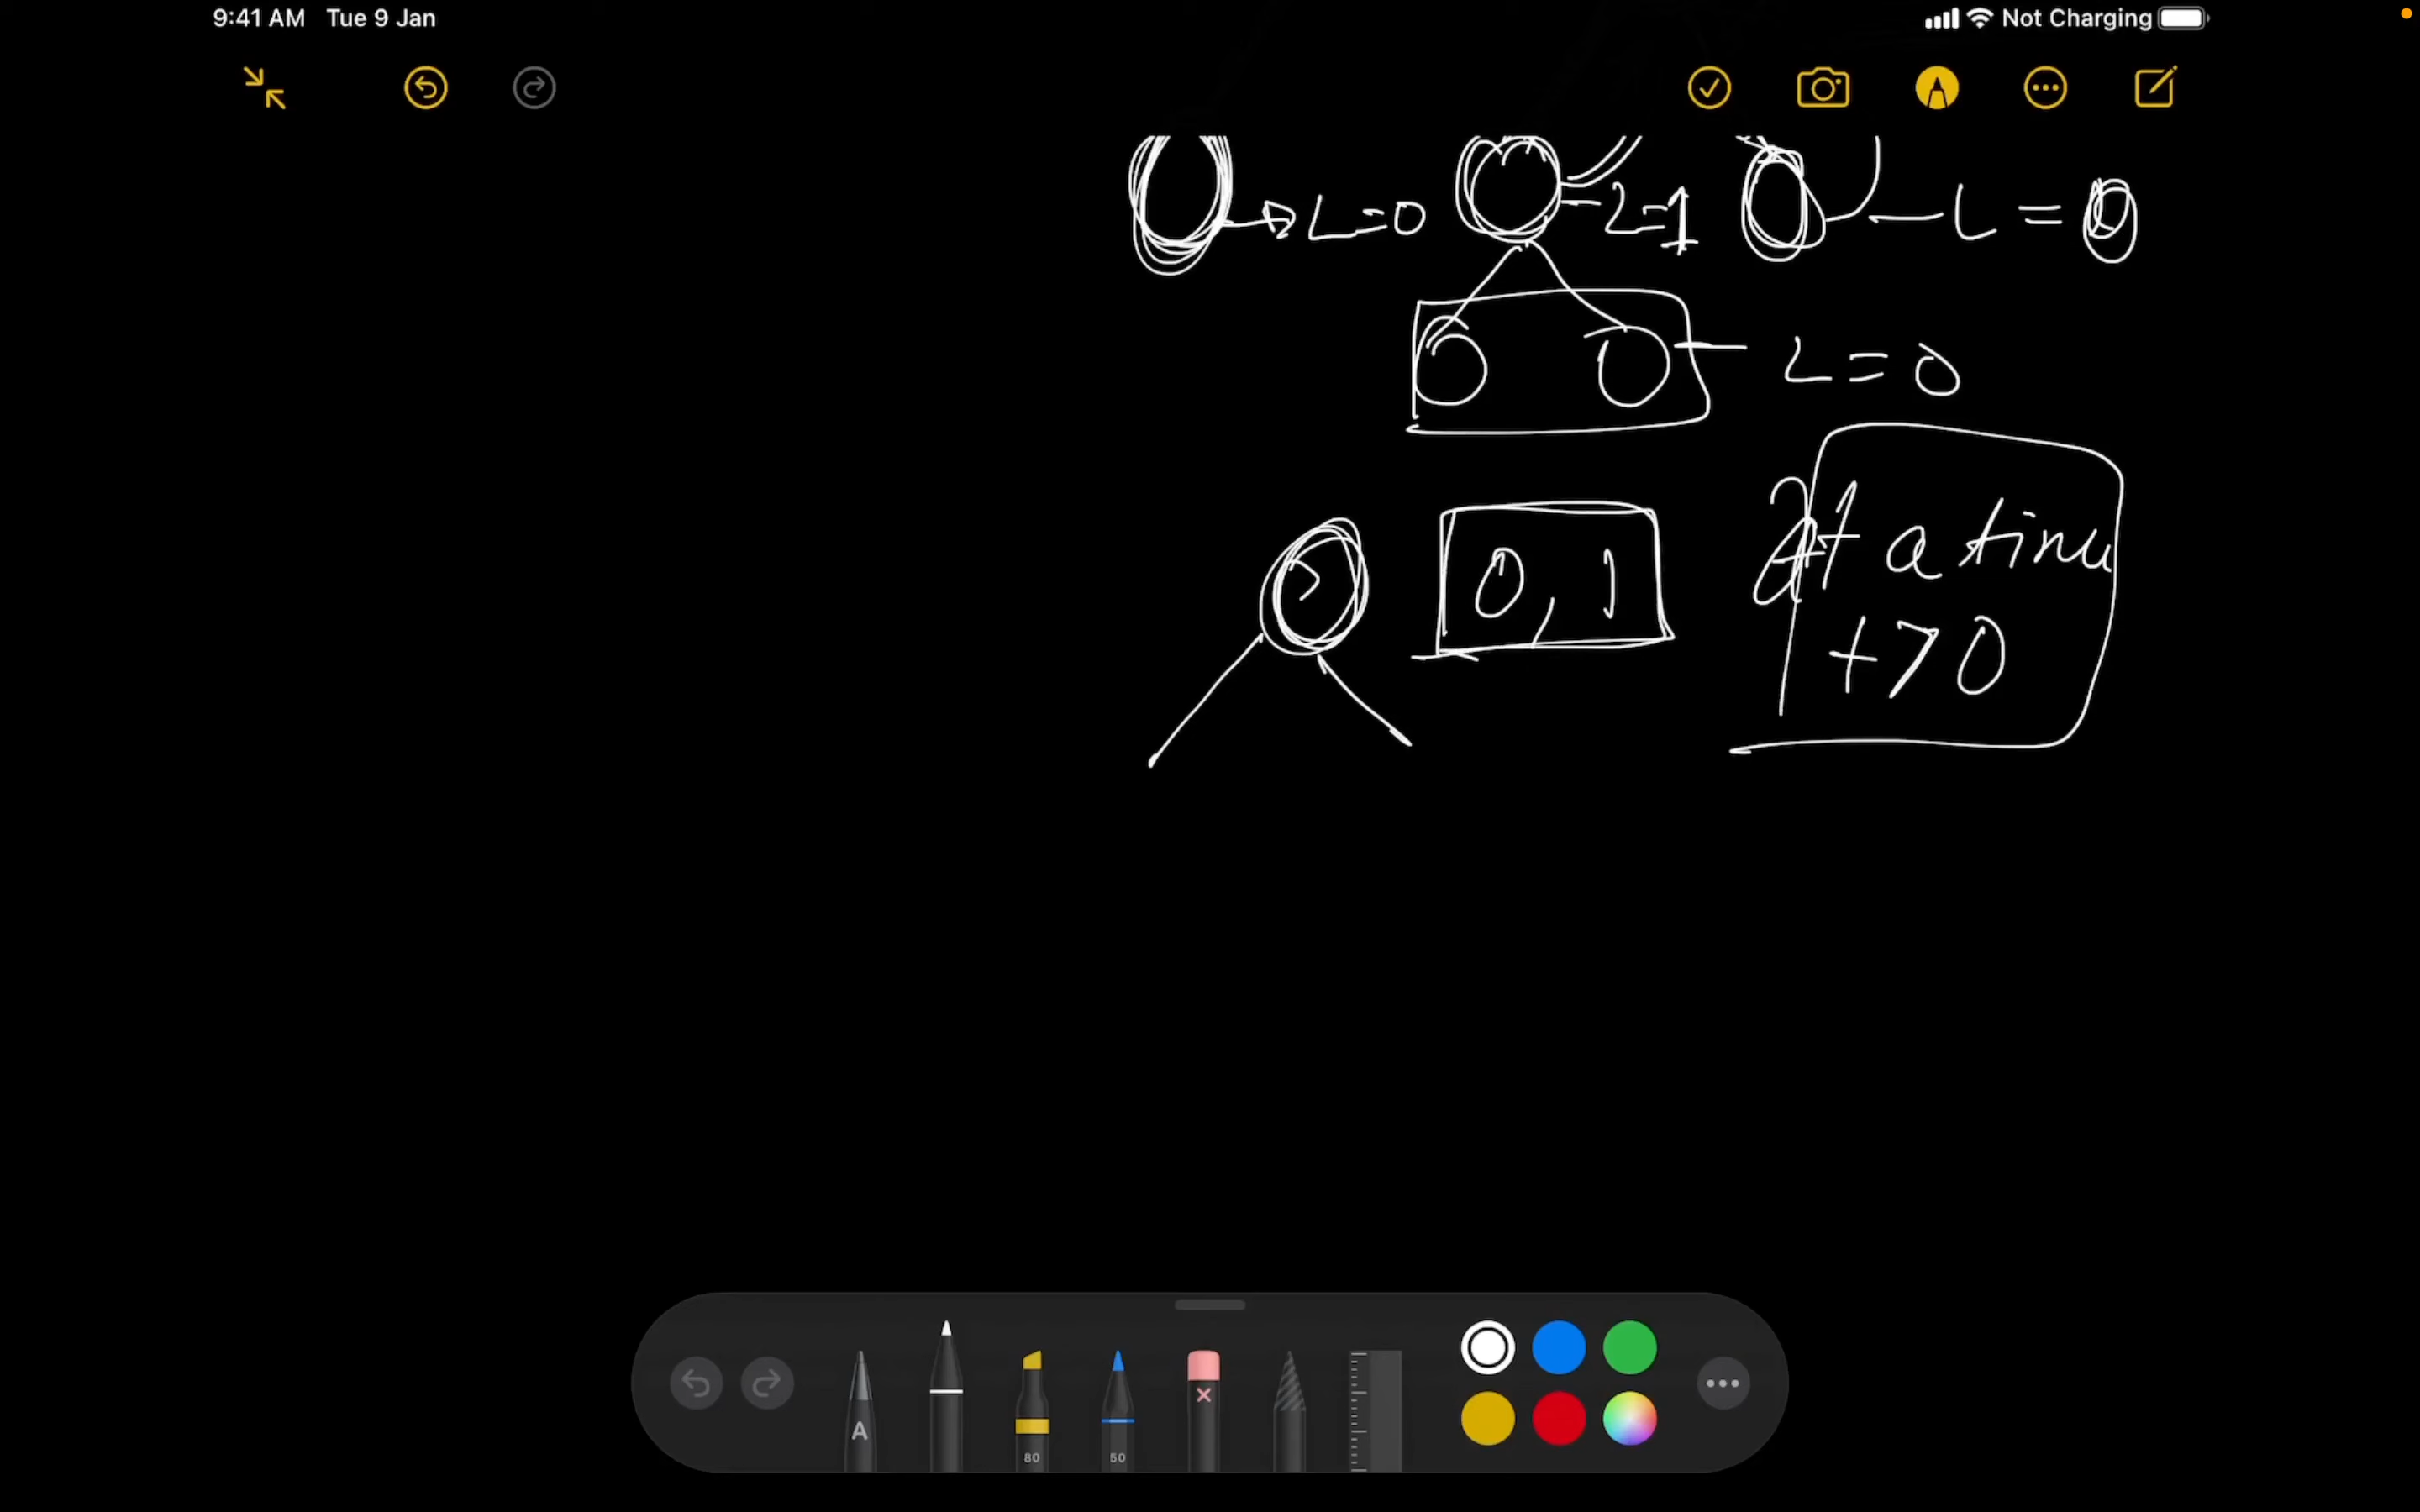 9:41 AM Tue 9 Jan Not Charging
L=0 L=1 L=0
L=0
0, 1 At a time
+70
A 80 50